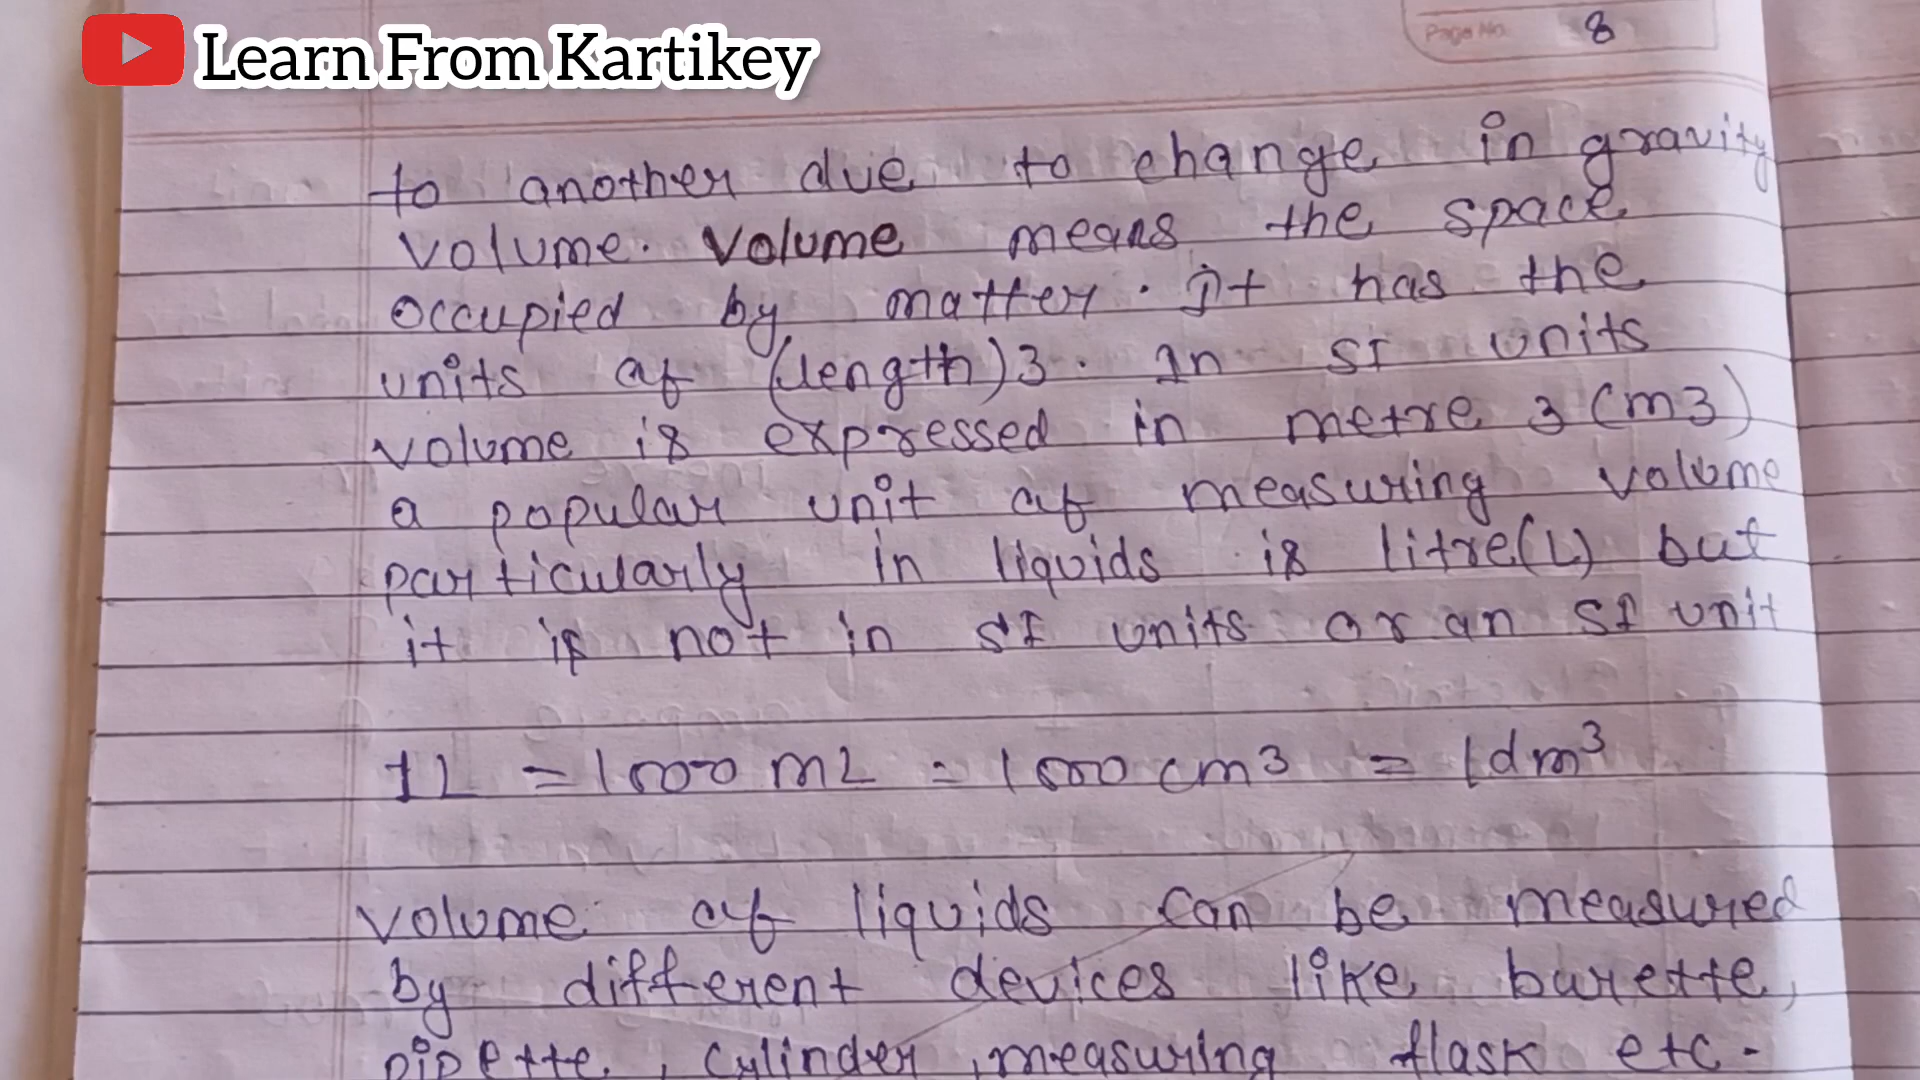 Learn From Kartikey
Page No. 8
to another due to change in gravity
volume. Volume means the space
occupied by matter. It has the
units of (length)3. In SI units
volume is expressed in metre 3 (m3)
a popular unit of measuring volume
particularly in liquids is litre(L) but
it is not in SI units or an SI unit
1L = 1000 mL = 1000 cm3 = 1dm³
volume of liquids can be measured
by different devices like burette,
pipette, cylinder, measuring flask etc.